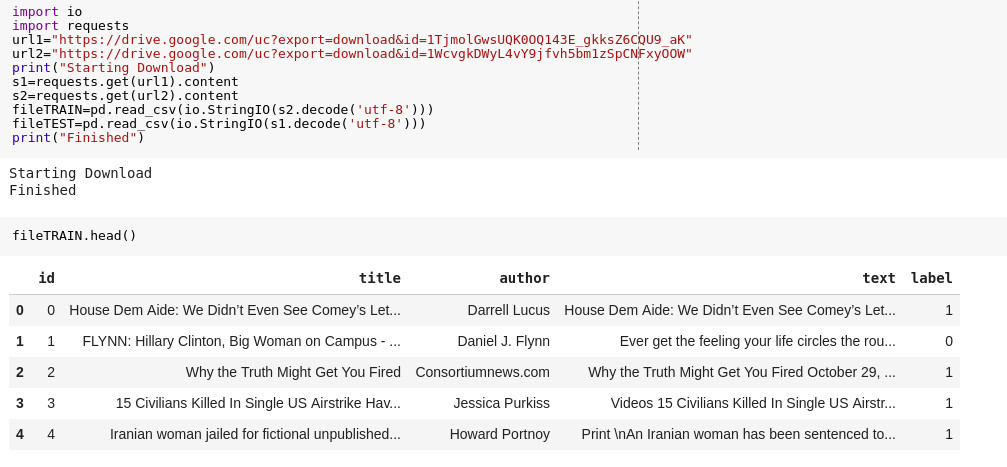 import io
import requests
url1="https://drive.google.com/uc?export=download&id=1TjmolGwsUQK0OQ143E_gkksZ6CQU9_aK"
url2="https://drive.google.com/uc?export=download&id=1WcvgkDWyL4vY9jfvh5bm1zSpCNFxyOOW"
print("Starting Download")
s1=requests.get(url1).content
s2=requests.get(url2).content
fileTRAIN=pd.read_csv(io.StringIO(s2.decode('utf-8')))
fileTEST=pd.read_csv(io.StringIO(s1.decode('utf-8')))
print("Finished")
Starting Download
Finished
fileTRAIN.head()
id title author text label
0 0 House Dem Aide: We Didn’t Even See Comey’s Let... Darrell Lucus House Dem Aide: We Didn’t Even See Comey’s Let... 1
1 1 FLYNN: Hillary Clinton, Big Woman on Campus - ... Daniel J. Flynn Ever get the feeling your life circles the rou... 0
2 2 Why the Truth Might Get You Fired Consortiumnews.com Why the Truth Might Get You Fired October 29, ... 1
3 3 15 Civilians Killed In Single US Airstrike Hav... Jessica Purkiss Videos 15 Civilians Killed In Single US Airstr... 1
4 4 Iranian woman jailed for fictional unpublished... Howard Portnoy Print \nAn Iranian woman has been sentenced to... 1